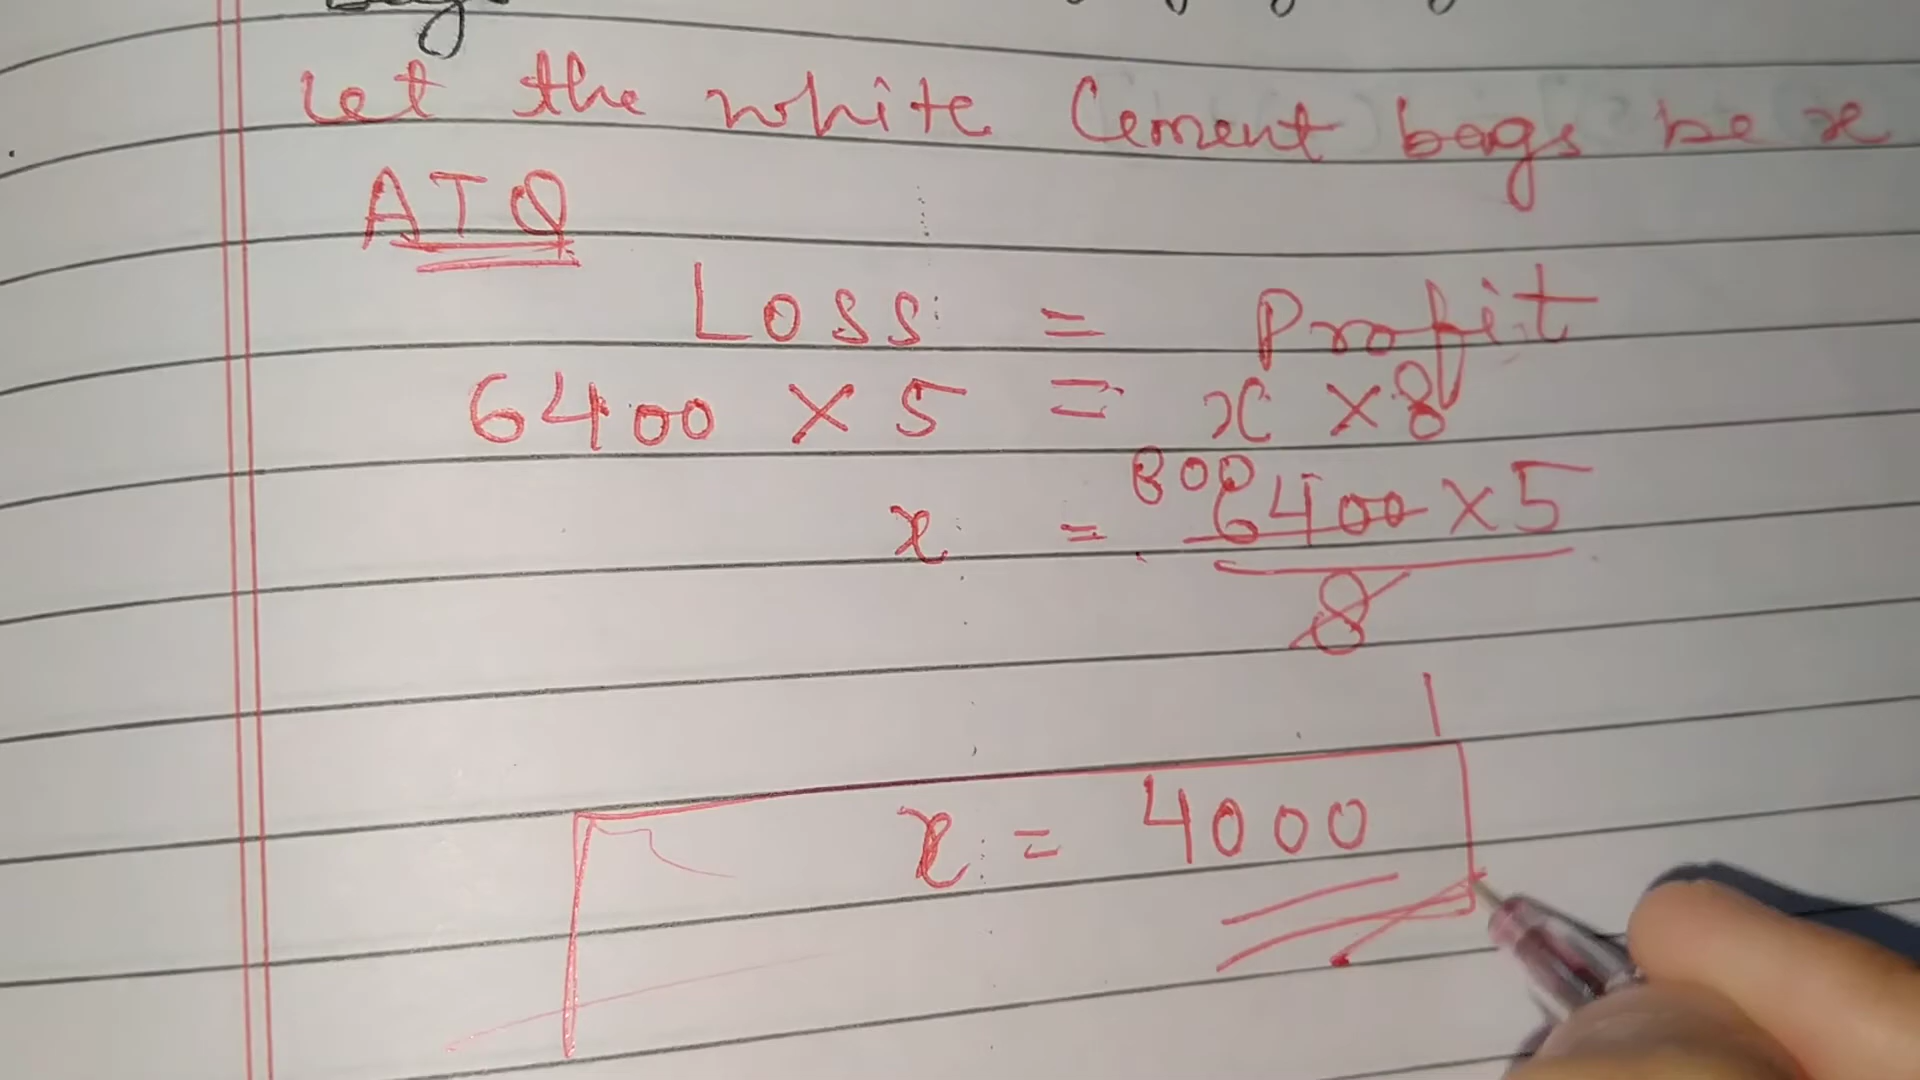 Let the white Cement bags be x
ATQ
Loss = Profit
6400 × 5 = x × 8
x = 6400 × 5
800
8
x = 4000